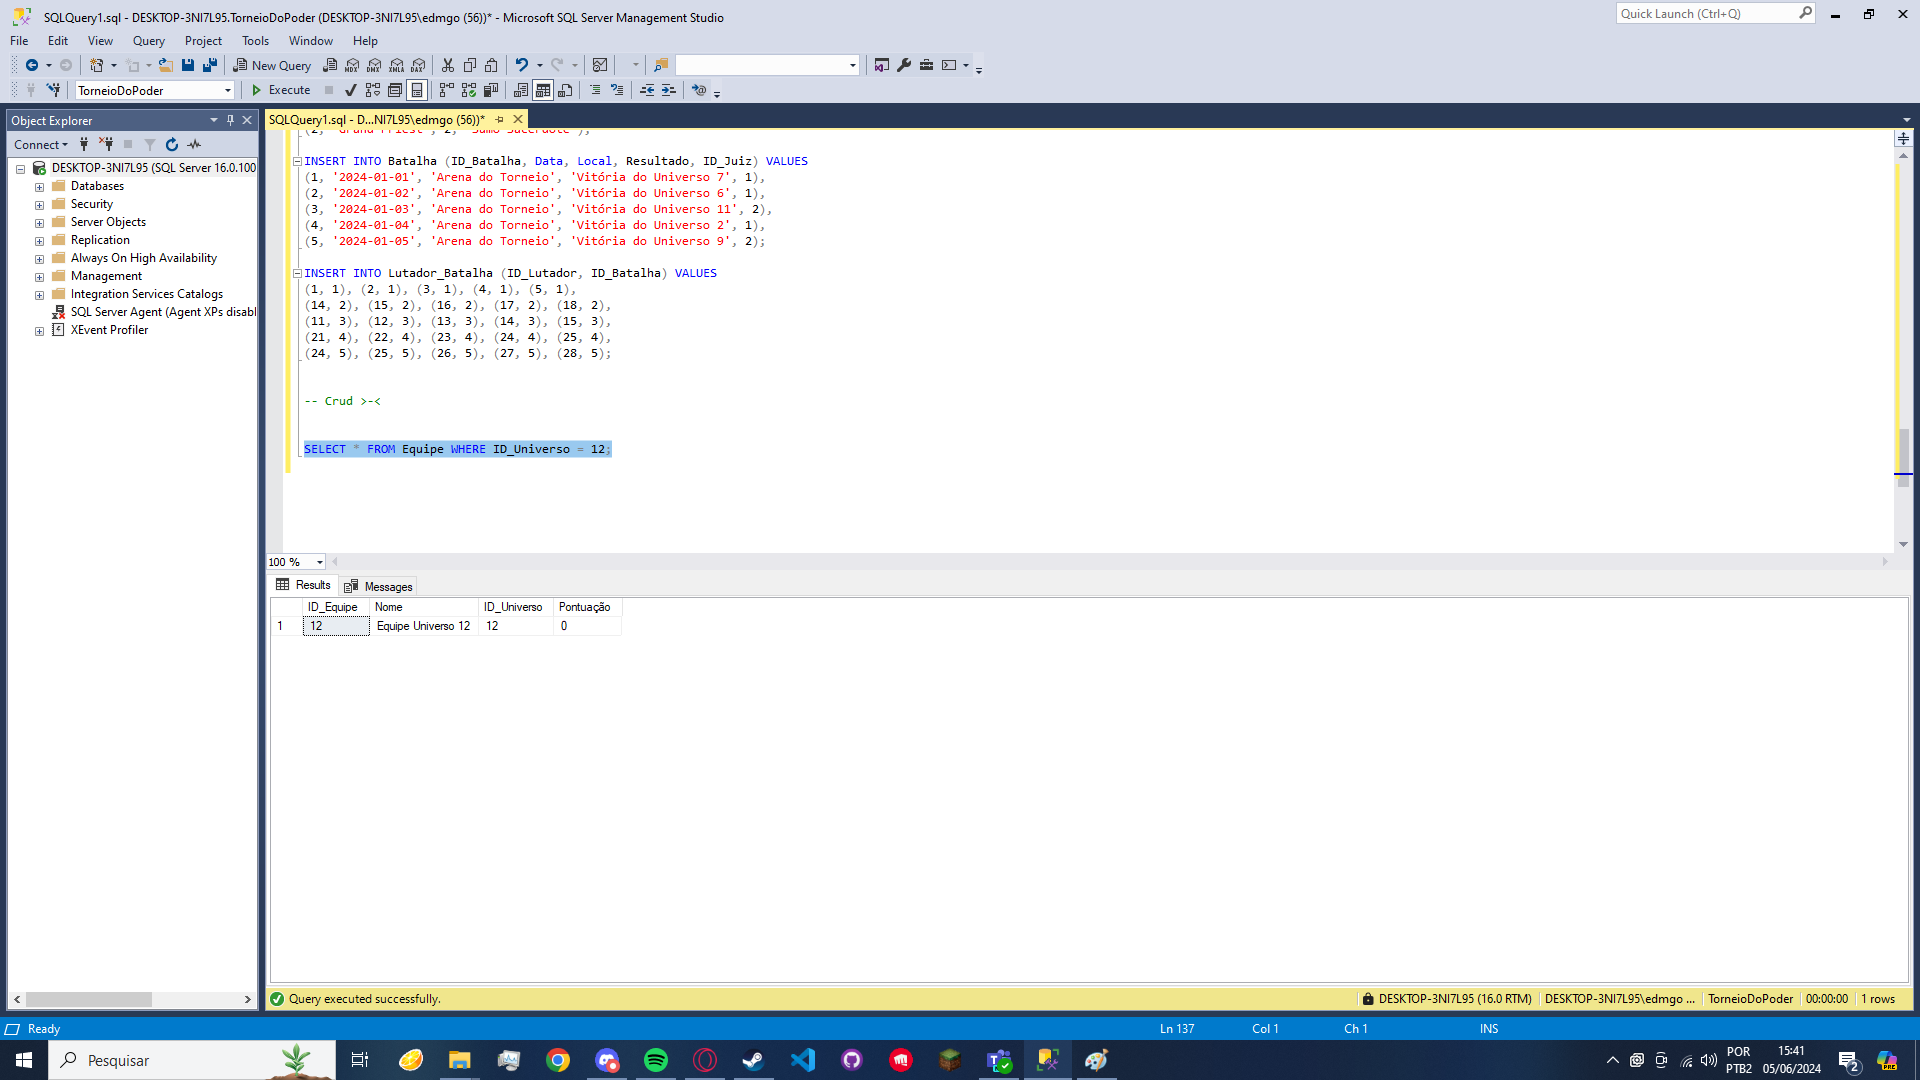 SQLQuery1.sql - DESKTOP-3NI7L95.TorneioDoPoder (DESKTOP-3NI7L95\edmgo (56))* - Microsoft SQL Server Management Studio
Quick Launch (Ctrl+Q)
File Edit View Query Project Tools Window Help
New Query
MDX DMX XMLA DAX
TorneioDoPoder
Execute
Object Explorer
SQLQuery1.sql - D...NI7L95\edmgo (56))*
Connect
DESKTOP-3NI7L95 (SQL Server 16.0.100
Databases
Security
Server Objects
Replication
Always On High Availability
Management
Integration Services Catalogs
SQL Server Agent (Agent XPs disabl
XEvent Profiler
(2, 'Grand Priest', 2, 'Sumo Sacerdote');
INSERT INTO Batalha (ID_Batalha, Data, Local, Resultado, ID_Juiz) VALUES
(1, '2024-01-01', 'Arena do Torneio', 'Vitória do Universo 7', 1),
(2, '2024-01-02', 'Arena do Torneio', 'Vitória do Universo 6', 1),
(3, '2024-01-03', 'Arena do Torneio', 'Vitória do Universo 11', 2),
(4, '2024-01-04', 'Arena do Torneio', 'Vitória do Universo 2', 1),
(5, '2024-01-05', 'Arena do Torneio', 'Vitória do Universo 9', 2);
INSERT INTO Lutador_Batalha (ID_Lutador, ID_Batalha) VALUES
(1, 1), (2, 1), (3, 1), (4, 1), (5, 1),
(14, 2), (15, 2), (16, 2), (17, 2), (18, 2),
(11, 3), (12, 3), (13, 3), (14, 3), (15, 3),
(21, 4), (22, 4), (23, 4), (24, 4), (25, 4),
(24, 5), (25, 5), (26, 5), (27, 5), (28, 5);
-- Crud >-<
SELECT * FROM Equipe WHERE ID_Universo = 12;
100 %
Results Messages
ID_Equipe Nome ID_Universo Pontuação
1 12 Equipe Universo 12 12 0
Query executed successfully.
DESKTOP-3NI7L95 (16.0 RTM) DESKTOP-3NI7L95\edmgo ... TorneioDoPoder 00:00:00 1 rows
Ready
Ln 137 Col 1 Ch 1 INS
Pesquisar
POR
PTB2
15:41
05/06/2024
2
PRE